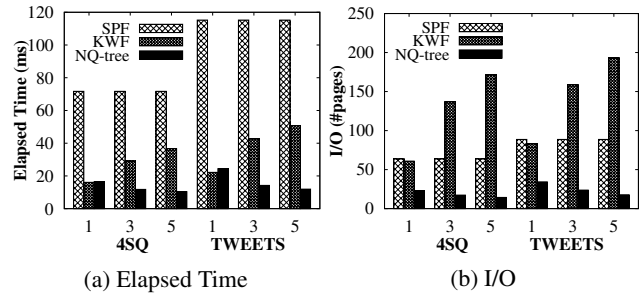 SPF
KWF
NQ-tree
Elapsed Time (ms)
120
100
80
60
40
20
0
1 3 5 1 3 5
4SQ TWEETS
(a) Elapsed Time
SPF
KWF
NQ-tree
I/O (#pages)
250
200
150
100
50
0
1 3 5 1 3 5
4SQ TWEETS
(b) I/O